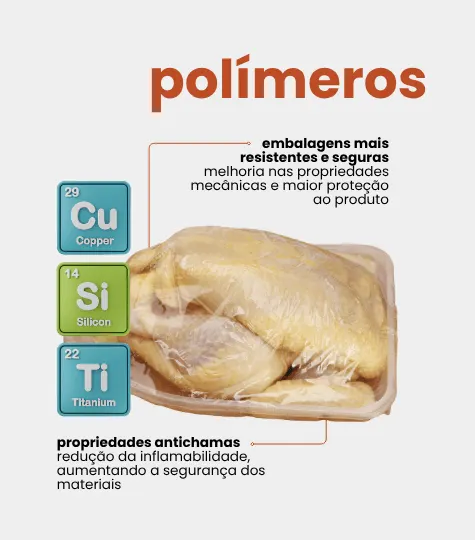 polímeros
embalagens mais
resistentes e seguras
melhoria nas propriedades
mecânicas e maior proteção
ao produto
29
Cu
Copper
14
Si
Silicon
22
Ti
Titanium
propriedades antichamas
redução da inflamabilidade,
aumentando a segurança dos
materiais